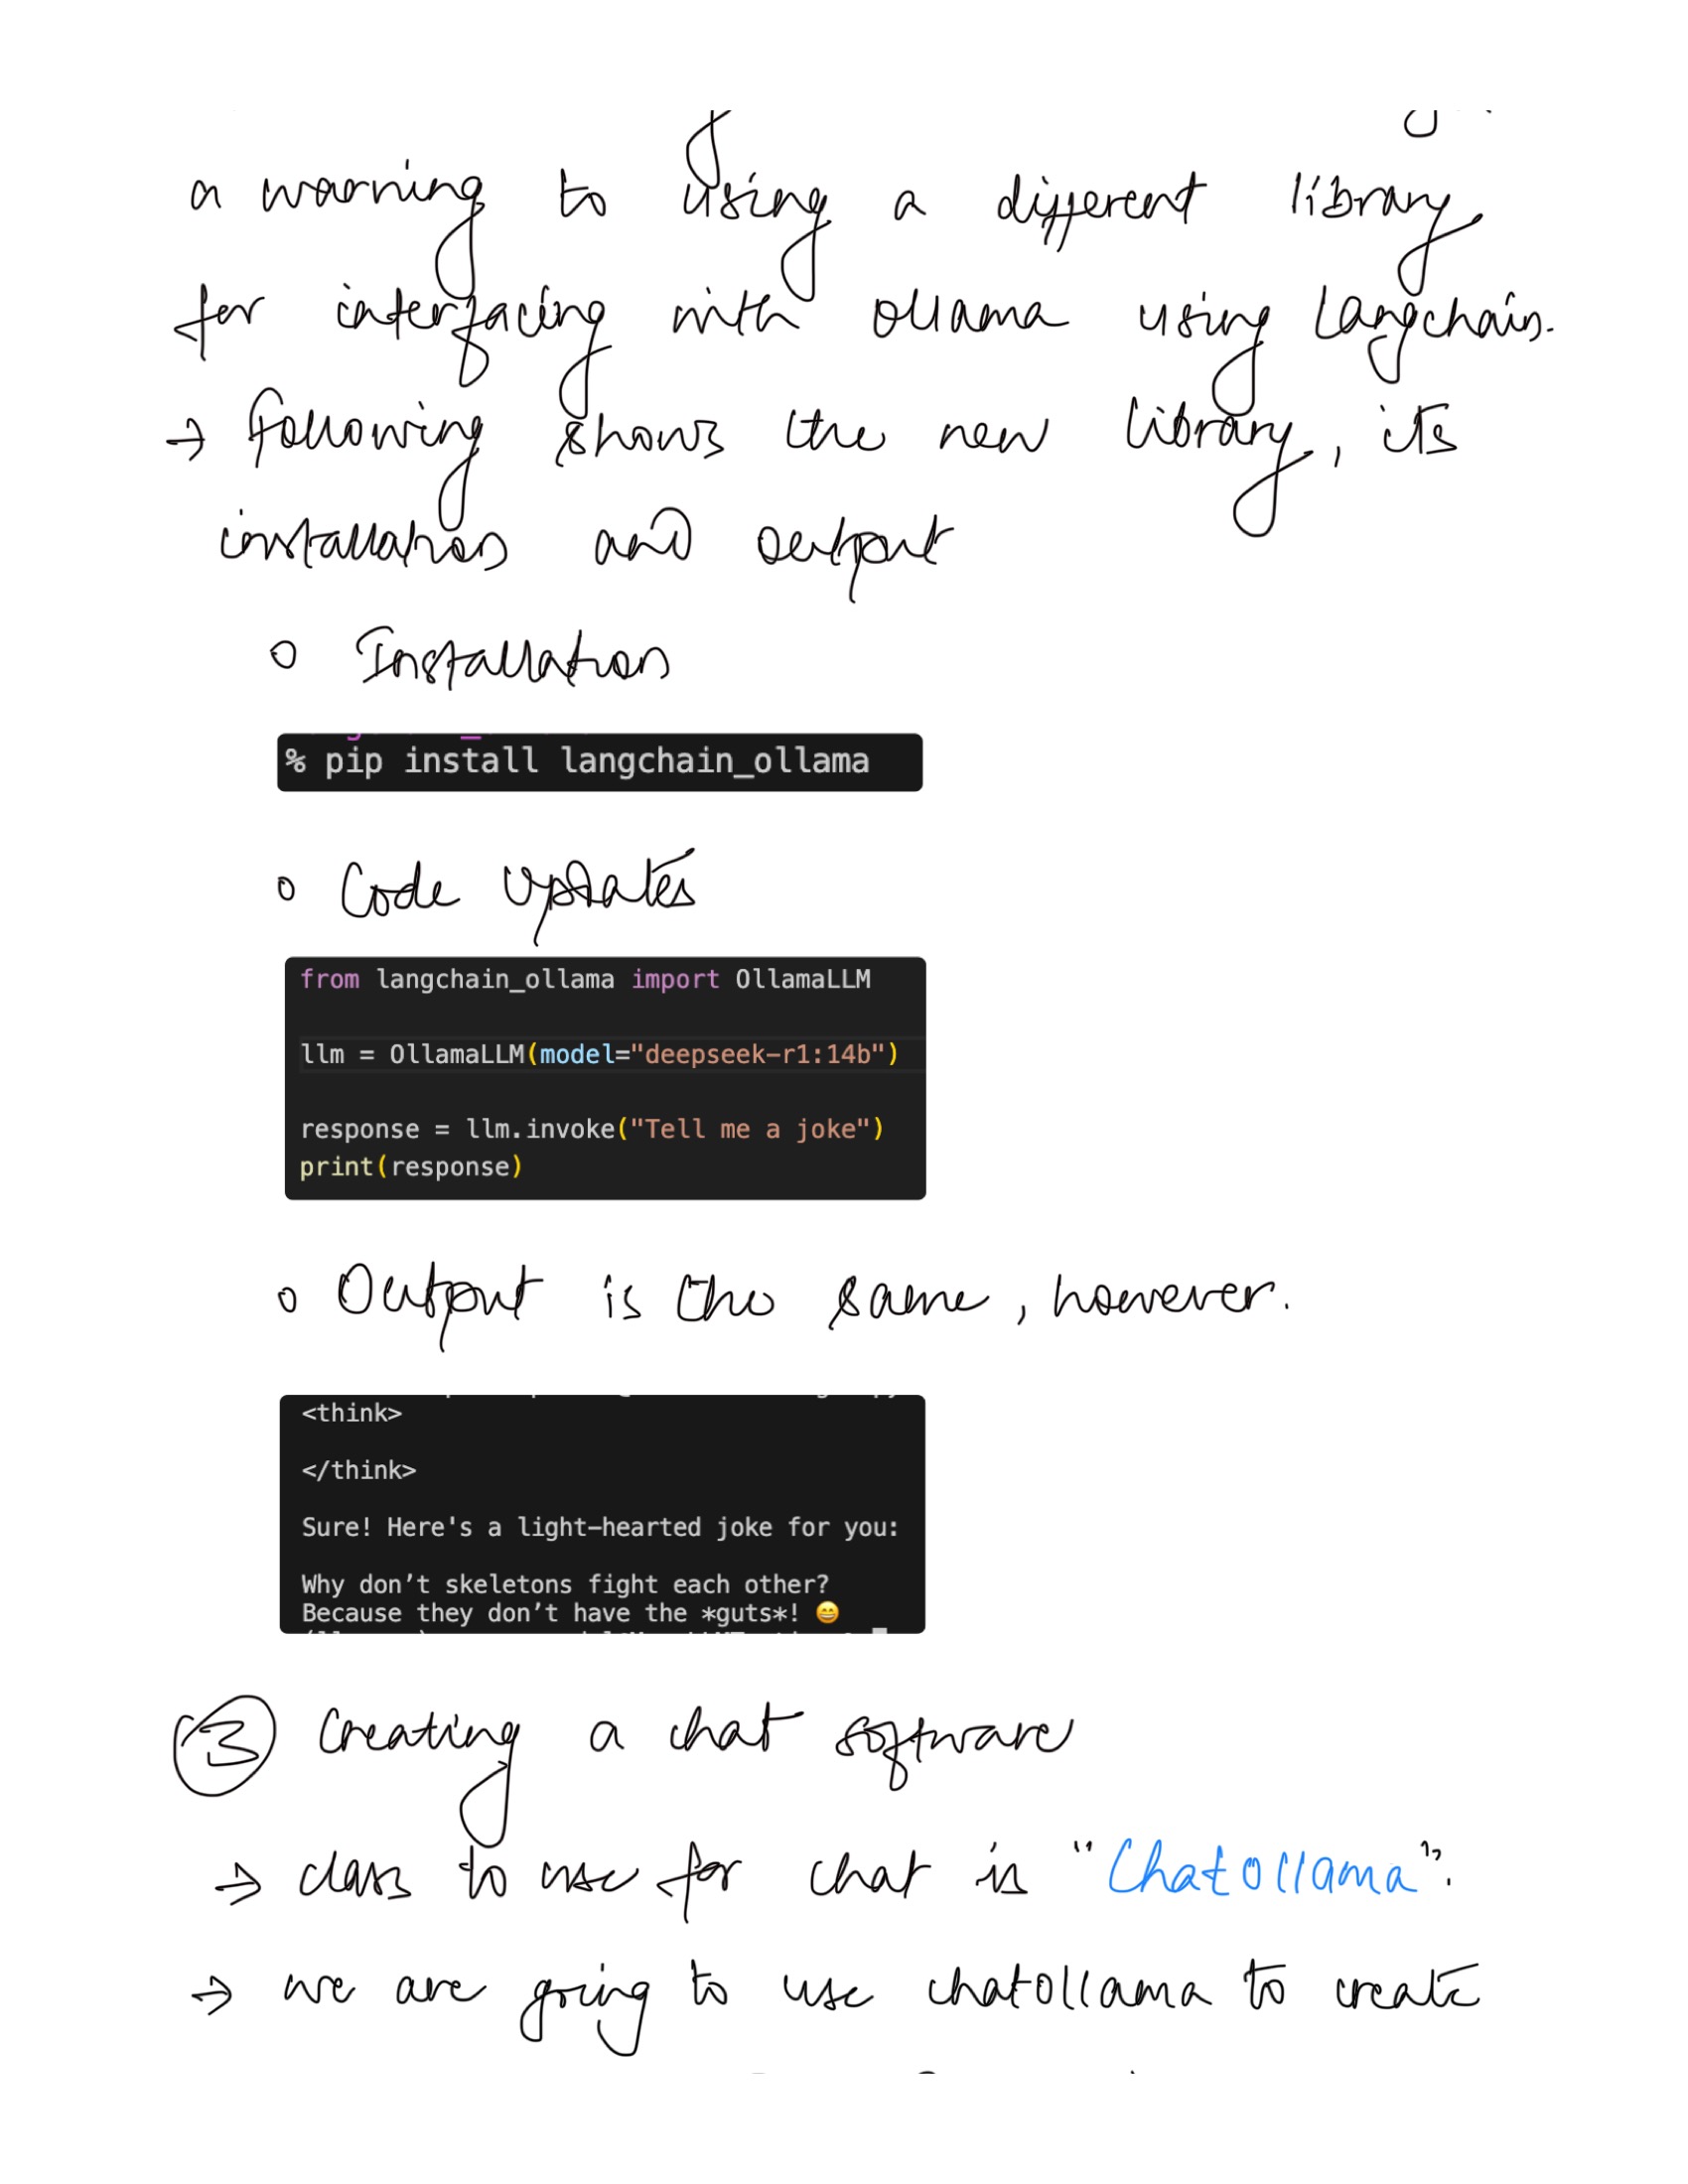 a warning to using a different library
for interfacing with ollama using Langchain.
→ following shows the new library, its
installation and output
o Installation
% pip install langchain_ollama
o Code Updates
from langchain_ollama import OllamaLLM
llm = OllamaLLM(model="deepseek-r1:14b")
response = llm.invoke("Tell me a joke")
print(response)
o Output is the same, however.
<think>
</think>
Sure! Here's a light-hearted joke for you:
Why don’t skeletons fight each other?
Because they don’t have the *guts*! 😄
③ Creating a chat software
→ class to use for chat is "Chatollama".
→ we are going to use chatollama to create